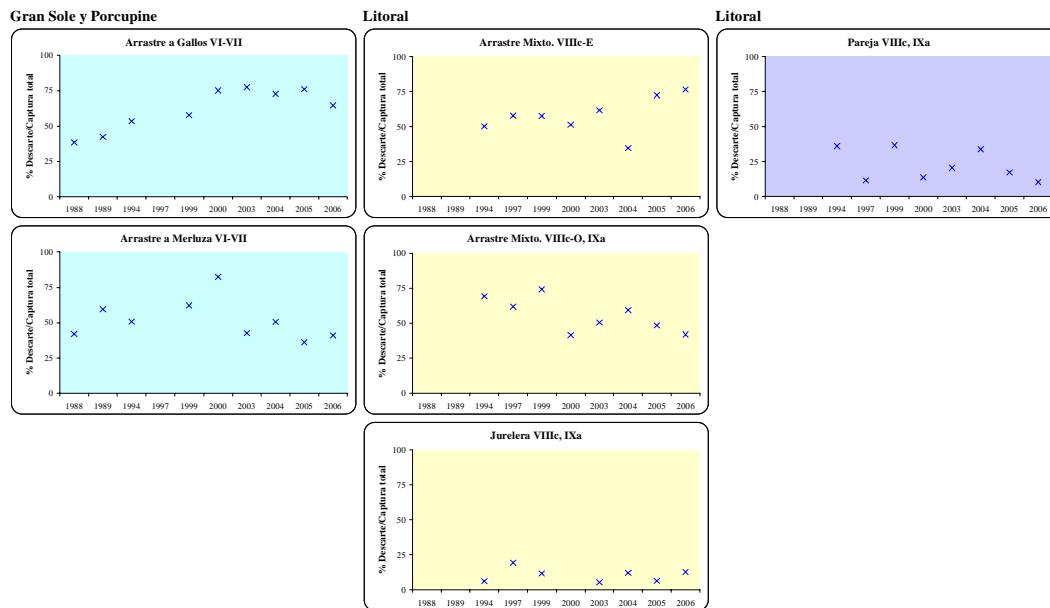 Gran Sole y Porcupine
Litoral
Litoral
Arrastre a Gallos VI-VII
% Descarte/Captura total
100
75
50
25
0
1988 1989 1994 1997 1999 2000 2003 2004 2005 2006
Arrastre Mixto. VIIIc-E
% Descarte/Captura total
100
75
50
25
0
1988 1989 1994 1997 1999 2000 2003 2004 2005 2006
Pareja VIIIc, IXa
% Descarte/Captura total
100
75
50
25
0
1988 1989 1994 1997 1999 2000 2003 2004 2005 2006
Arrastre a Merluza VI-VII
% Descarte/Captura total
100
75
50
25
0
1988 1989 1994 1997 1999 2000 2003 2004 2005 2006
Arrastre Mixto. VIIIc-O, IXa
% Descarte/Captura total
100
75
50
25
0
1988 1989 1994 1997 1999 2000 2003 2004 2005 2006
Jurelera VIIIc, IXa
% Descarte/Captura total
100
75
50
25
0
1988 1989 1994 1997 1999 2000 2003 2004 2005 2006